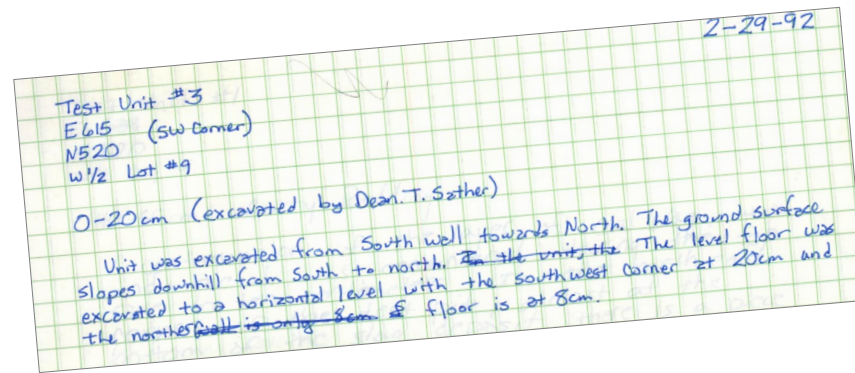 2-29-92
Test Unit #3
E615 (SW Corner)
N520
W 1/2 Lot #9
0-20cm (excavated by Dean. T. Sather)
Unit was excavated from South wall towards North. The ground surface
slopes downhill from South to north. In the unit, the The level floor was
excavated to a horizontal level with the southwest corner at 20cm and
the northern wall is only 8cm floor is at 8cm.